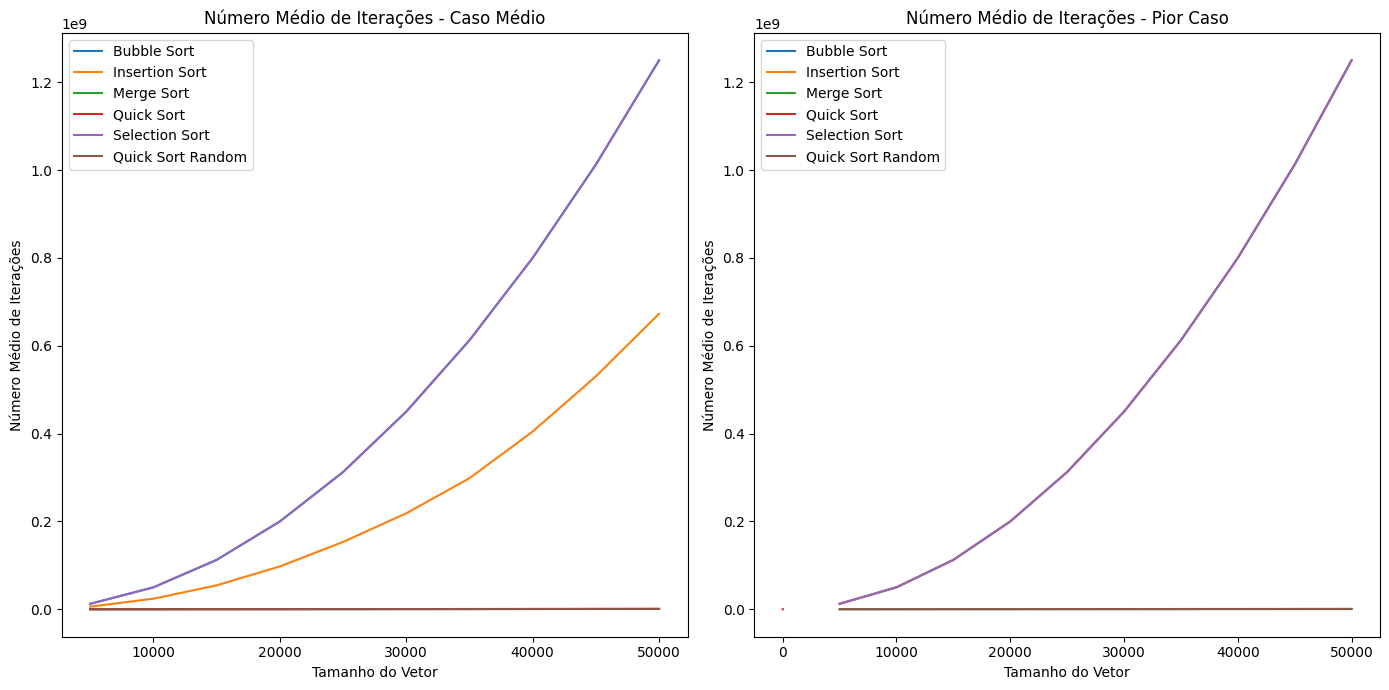 Número Médio de Iterações - Caso Médio
1e9
Bubble Sort
Insertion Sort
Merge Sort
Quick Sort
Selection Sort
Quick Sort Random
Número Médio de Iterações
1.2
1.0
0.8
0.6
0.4
0.2
0.0
10000 20000 30000 40000 50000
Tamanho do Vetor
Número Médio de Iterações - Pior Caso
1e9
Bubble Sort
Insertion Sort
Merge Sort
Quick Sort
Selection Sort
Quick Sort Random
Número Médio de Iterações
1.2
1.0
0.8
0.6
0.4
0.2
0.0
0 10000 20000 30000 40000 50000
Tamanho do Vetor